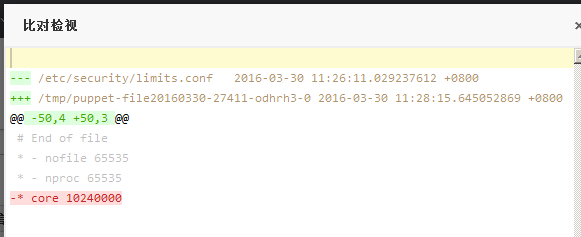 比对检视
--- /etc/security/limits.conf 2016-03-30 11:26:11.029237612 +0800
+++ /tmp/puppet-file20160330-27411-odhrh3-0 2016-03-30 11:28:15.645052869 +0800
@@ -50,4 +50,3 @@
# End of file
* - nofile 65535
* - nproc 65535
-* core 10240000